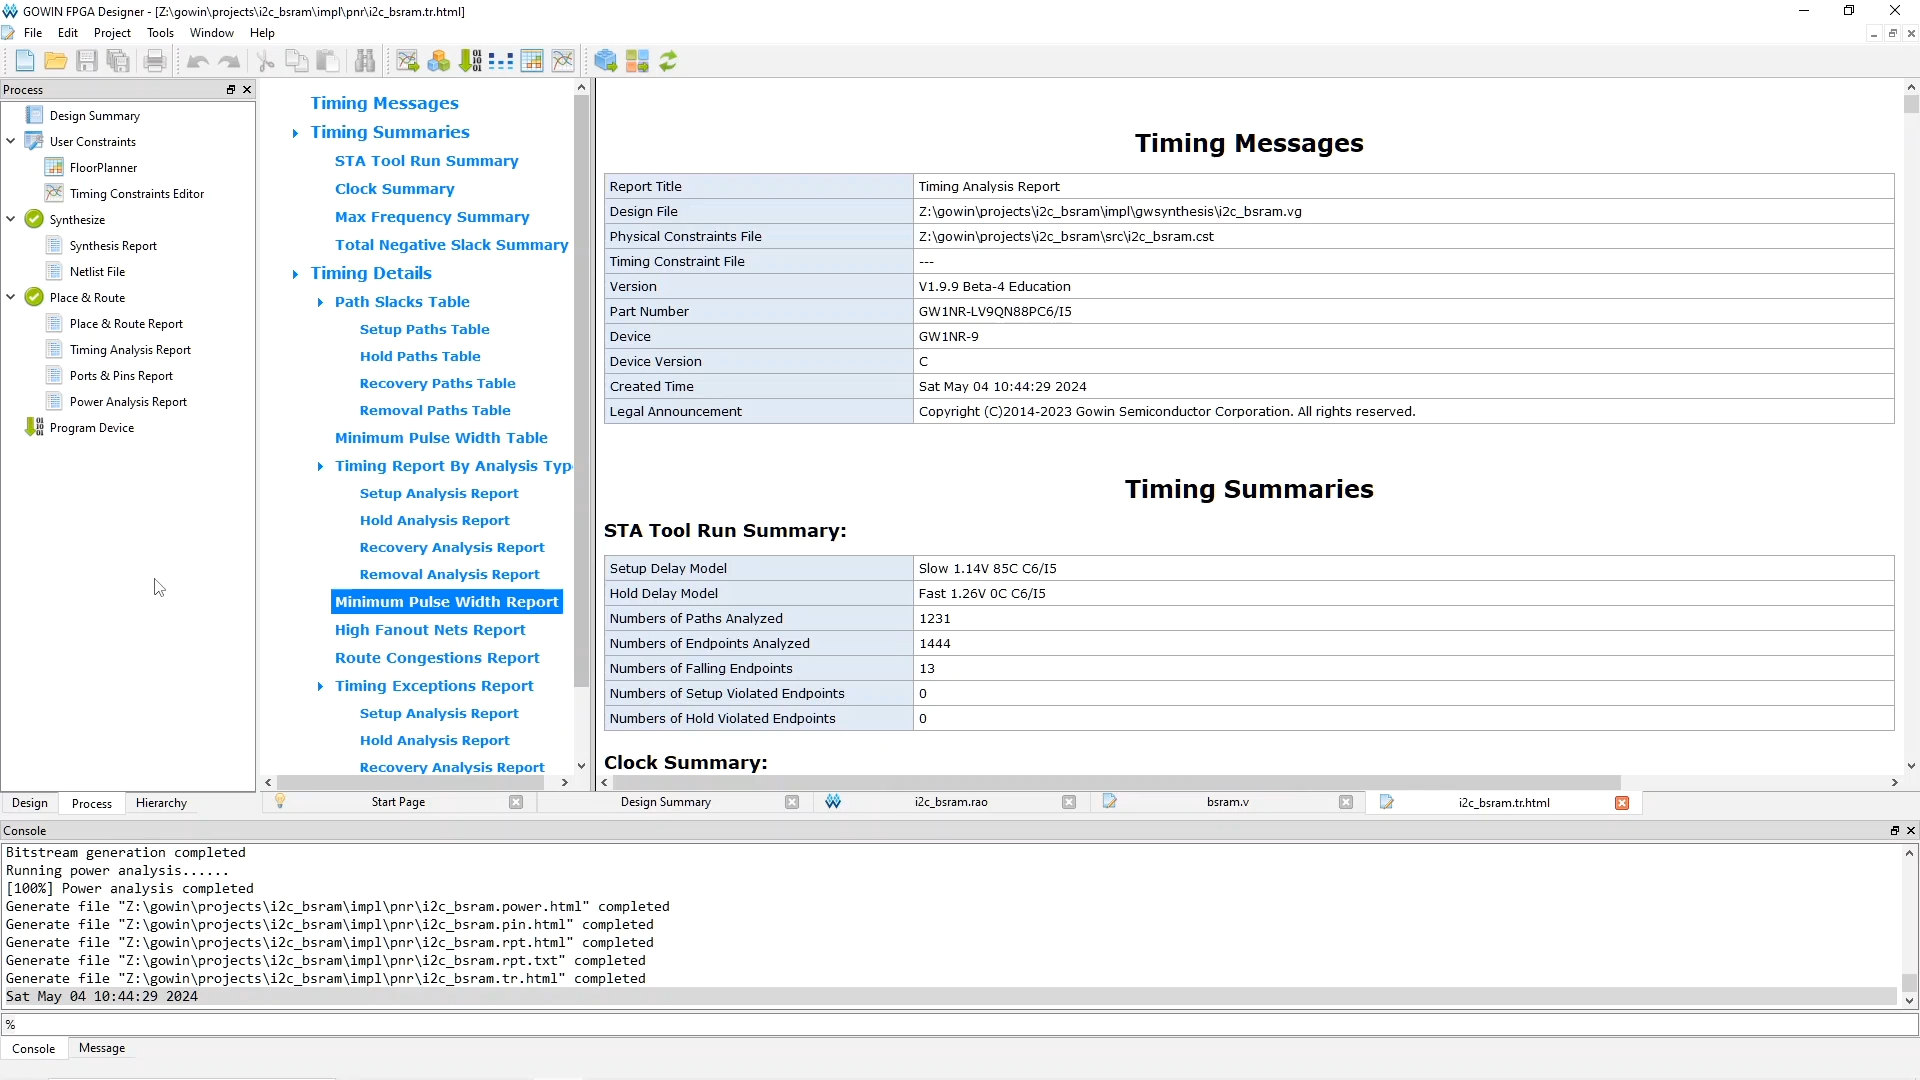 GOWIN FPGA Designer - [Z:\gowin\projects\i2c_bsram\impl\pnr\i2c_bsram.tr.html]
File Edit Project Tools Window Help
Process
Design Summary
User Constraints
FloorPlanner
Timing Constraints Editor
Synthesize
Synthesis Report
Netlist File
Place & Route
Place & Route Report
Timing Analysis Report
Ports & Pins Report
Power Analysis Report
Program Device
Design Process Hierarchy
Timing Messages
Timing Summaries
STA Tool Run Summary
Clock Summary
Max Frequency Summary
Total Negative Slack Summary
Timing Details
Path Slacks Table
Setup Paths Table
Hold Paths Table
Recovery Paths Table
Removal Paths Table
Minimum Pulse Width Table
Timing Report By Analysis Typ
Setup Analysis Report
Hold Analysis Report
Recovery Analysis Report
Removal Analysis Report
Minimum Pulse Width Report
High Fanout Nets Report
Route Congestions Report
Timing Exceptions Report
Setup Analysis Report
Hold Analysis Report
Recovery Analysis Report
Timing Messages
Report Title Timing Analysis Report
Design File Z:\gowin\projects\i2c_bsram\impl\gwsynthesis\i2c_bsram.vg
Physical Constraints File Z:\gowin\projects\i2c_bsram\src\i2c_bsram.cst
Timing Constraint File ---
Version V1.9.9 Beta-4 Education
Part Number GW1NR-LV9QN88PC6/I5
Device GW1NR-9
Device Version C
Created Time Sat May 04 10:44:29 2024
Legal Announcement Copyright (C)2014-2023 Gowin Semiconductor Corporation. All rights reserved.
Timing Summaries
STA Tool Run Summary:
Setup Delay Model Slow 1.14V 85C C6/I5
Hold Delay Model Fast 1.26V 0C C6/I5
Numbers of Paths Analyzed 1231
Numbers of Endpoints Analyzed 1444
Numbers of Falling Endpoints 13
Numbers of Setup Violated Endpoints 0
Numbers of Hold Violated Endpoints 0
Clock Summary:
Start Page Design Summary i2c_bsram.rao bsram.v i2c_bsram.tr.html
Console
Bitstream generation completed
Running power analysis......
[100%] Power analysis completed
Generate file "Z:\gowin\projects\i2c_bsram\impl\pnr\i2c_bsram.power.html" completed
Generate file "Z:\gowin\projects\i2c_bsram\impl\pnr\i2c_bsram.pin.html" completed
Generate file "Z:\gowin\projects\i2c_bsram\impl\pnr\i2c_bsram.rpt.html" completed
Generate file "Z:\gowin\projects\i2c_bsram\impl\pnr\i2c_bsram.rpt.txt" completed
Generate file "Z:\gowin\projects\i2c_bsram\impl\pnr\i2c_bsram.tr.html" completed
Sat May 04 10:44:29 2024
%
Console Message